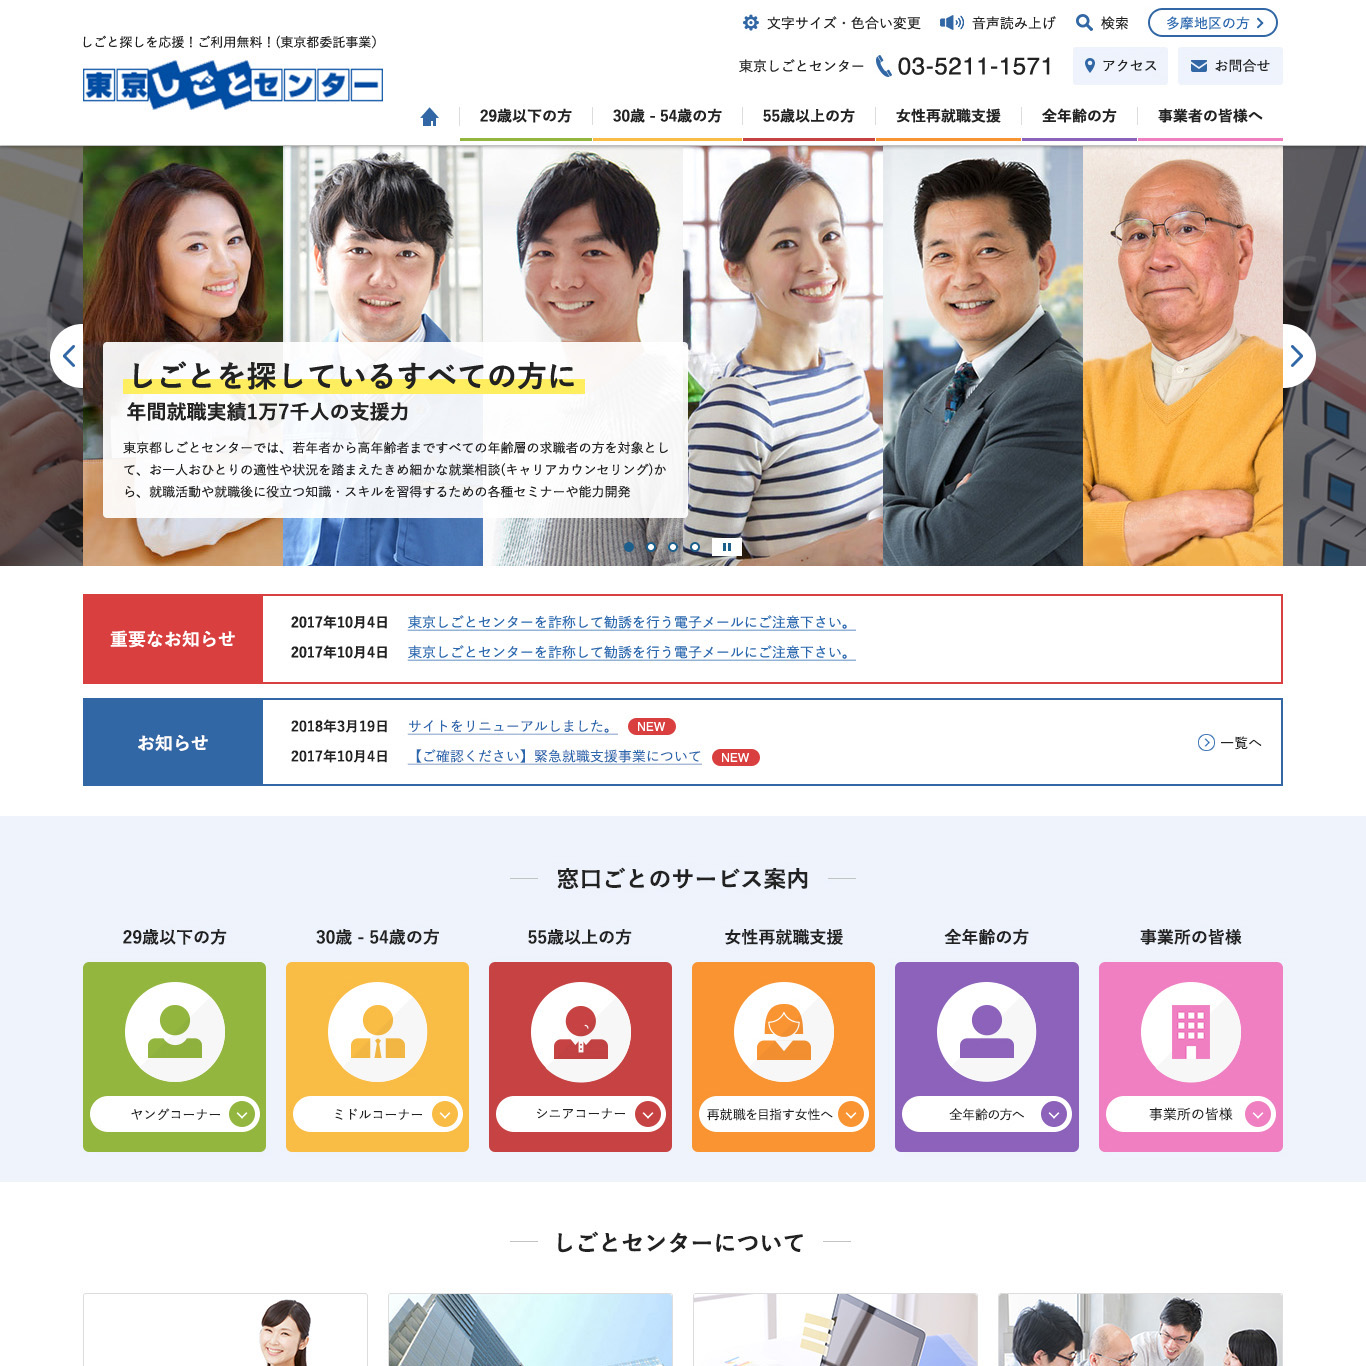 文字サイズ・色合い変更 音声読み上げ 検索 多摩地区の方
しごと探しを応援！ご利用無料！(東京都委託事業)
東京しごとセンター
東京しごとセンター 03-5211-1571 アクセス お問合せ
29歳以下の方 30歳 - 54歳の方 55歳以上の方 女性再就職支援 全年齢の方 事業者の皆様へ
しごとを探しているすべての方に
年間就職実績1万7千人の支援力
東京都しごとセンターでは、若年者から高年齢者まですべての年齢層の求職者の方を対象とし
て、お一人おひとりの適性や状況を踏まえたきめ細かな就業相談(キャリアカウンセリング)か
ら、就職活動や就職後に役立つ知識・スキルを習得するための各種セミナーや能力開発
重要なお知らせ
2017年10月4日 東京しごとセンターを詐称して勧誘を行う電子メールにご注意下さい。
2017年10月4日 東京しごとセンターを詐称して勧誘を行う電子メールにご注意下さい。
お知らせ
2018年3月19日 サイトをリニューアルしました。 NEW
2017年10月4日 【ご確認ください】緊急就職支援事業について NEW
一覧へ
窓口ごとのサービス案内
29歳以下の方 30歳 - 54歳の方 55歳以上の方 女性再就職支援 全年齢の方 事業所の皆様
ヤングコーナー ミドルコーナー シニアコーナー 再就職を目指す女性へ 全年齢の方へ 事業所の皆様
しごとセンターについて